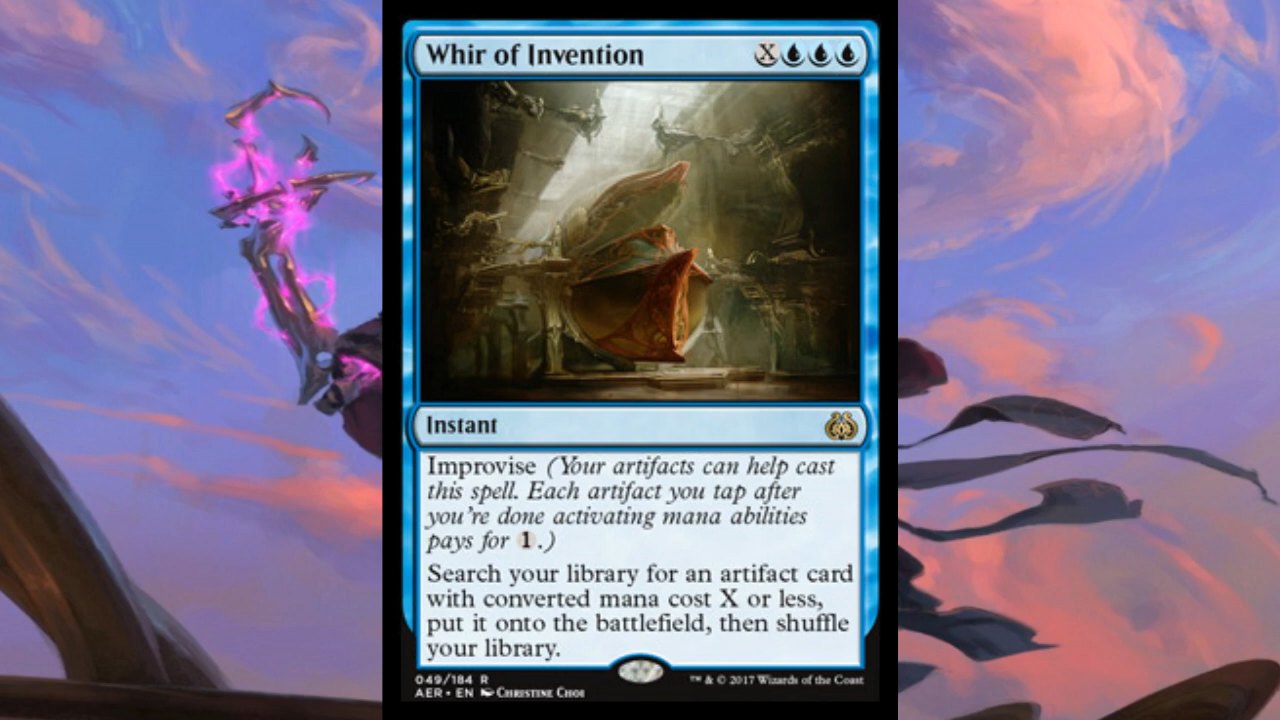 Whir of Invention X
Instant
Improvise (Your artifacts can help cast
this spell. Each artifact you tap after
you're done activating mana abilities
pays for 1.)
Search your library for an artifact card
with converted mana cost X or less,
put it onto the battlefield, then shuffle
your library.
049/184 R
AER • EN Christine Choi
™ & © 2017 Wizards of the Coast